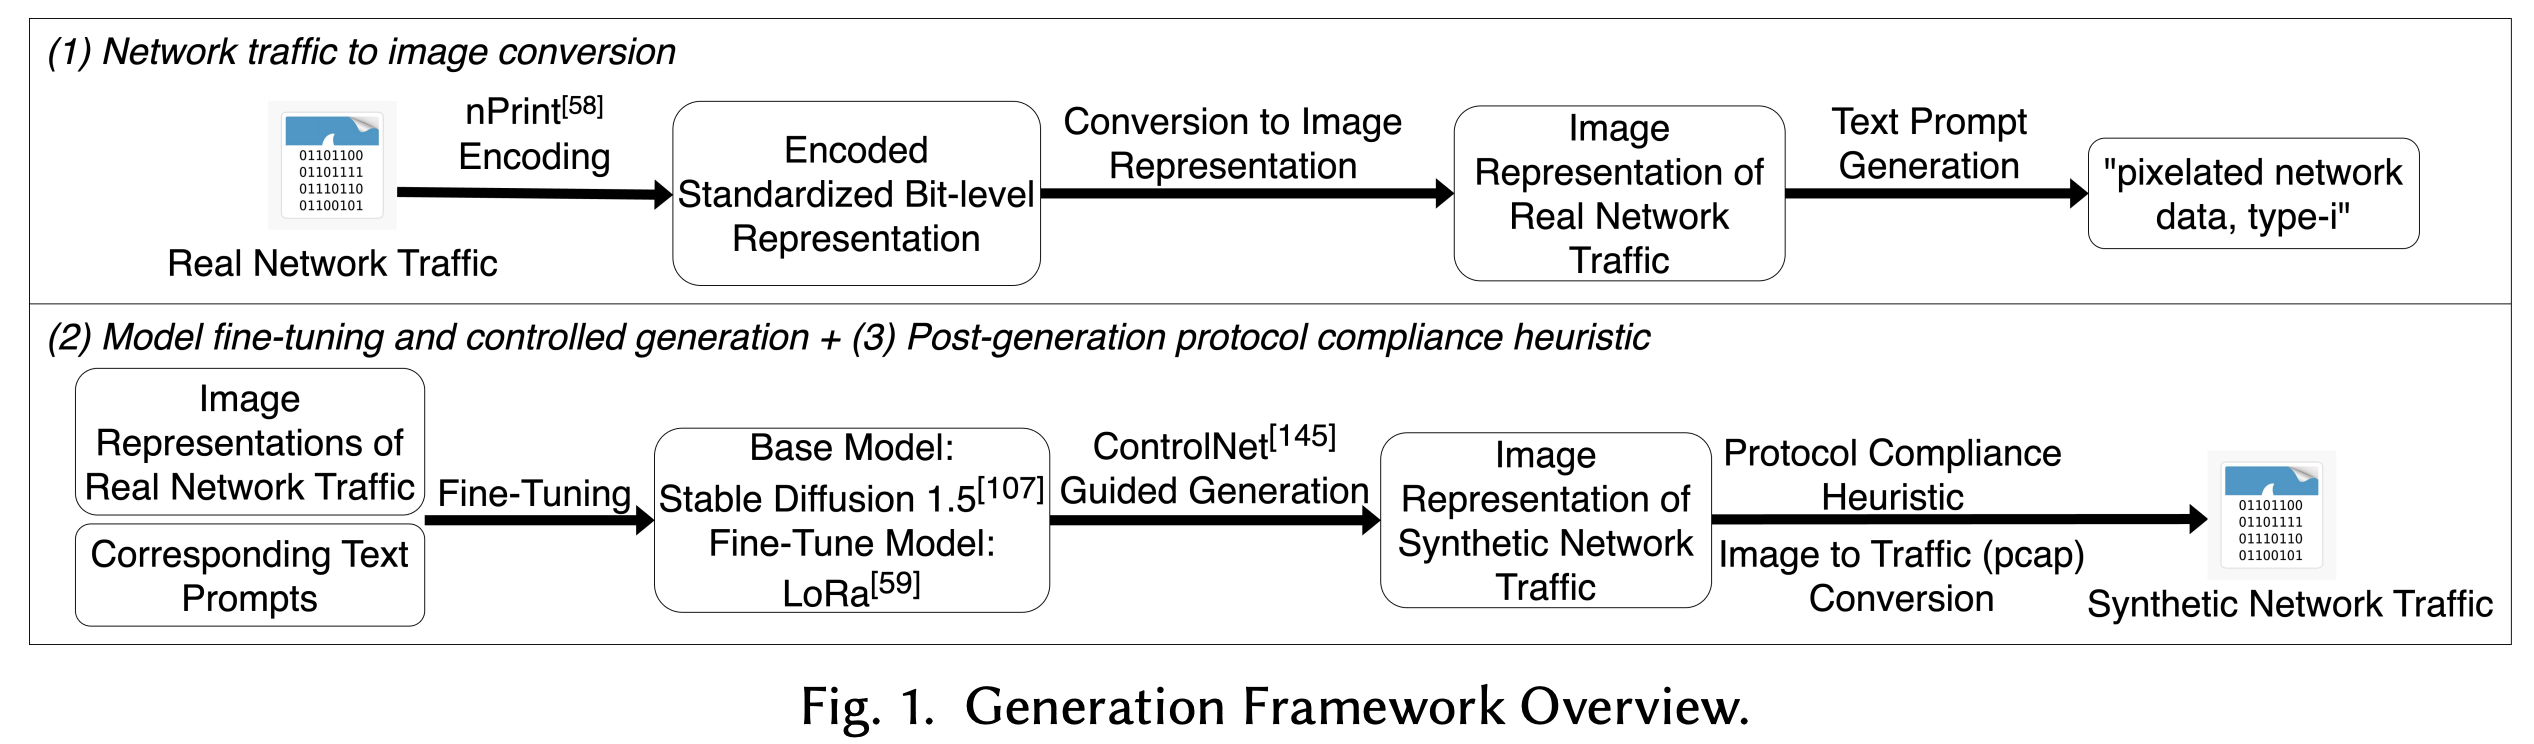 (1) Network traffic to image conversion
01101100
01101111
01110110
01100101
Real Network Traffic
nPrint[58]
Encoding
Encoded
Standardized Bit-level
Representation
Conversion to Image
Representation
Image
Representation of
Real Network
Traffic
Text Prompt
Generation
"pixelated network
data, type-i"
(2) Model fine-tuning and controlled generation + (3) Post-generation protocol compliance heuristic
Image
Representations of
Real Network Traffic
Corresponding Text
Prompts
Fine-Tuning
Base Model:
Stable Diffusion 1.5[107]
Fine-Tune Model:
LoRa[59]
ControlNet[145]
Guided Generation
Image
Representation of
Synthetic Network
Traffic
Protocol Compliance
Heuristic
Image to Traffic (pcap)
Conversion
01101100
01101111
01110110
01100101
Synthetic Network Traffic
Fig. 1. Generation Framework Overview.